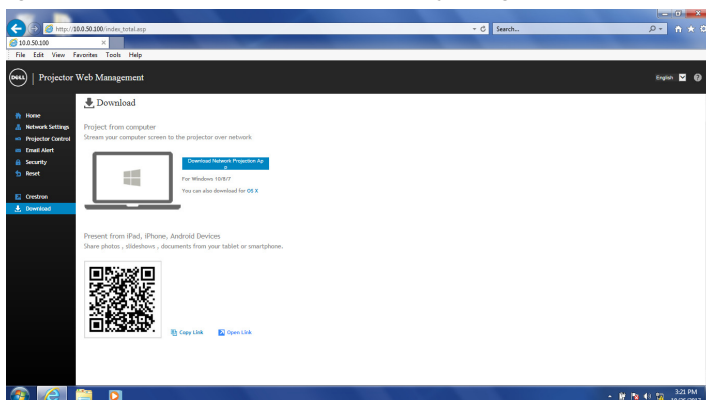 http://10.0.50.100/index_total.asp
Search...
10.0.50.100
File Edit View Favorites Tools Help
DELL
Projector Web Management
English
Download
Home
Network Settings
Projector Control
Email Alert
Security
Reset
Crestron
Download
Project from computer
Stream your computer screen to the projector over network
Download Network Projection Ap
p
For Windows 10/8/7
You can also download for OS X
Present from iPad, iPhone, Android Devices
Share photos , slideshows , documents from your tablet or smartphone.
Copy Link
Open Link
3:21 PM